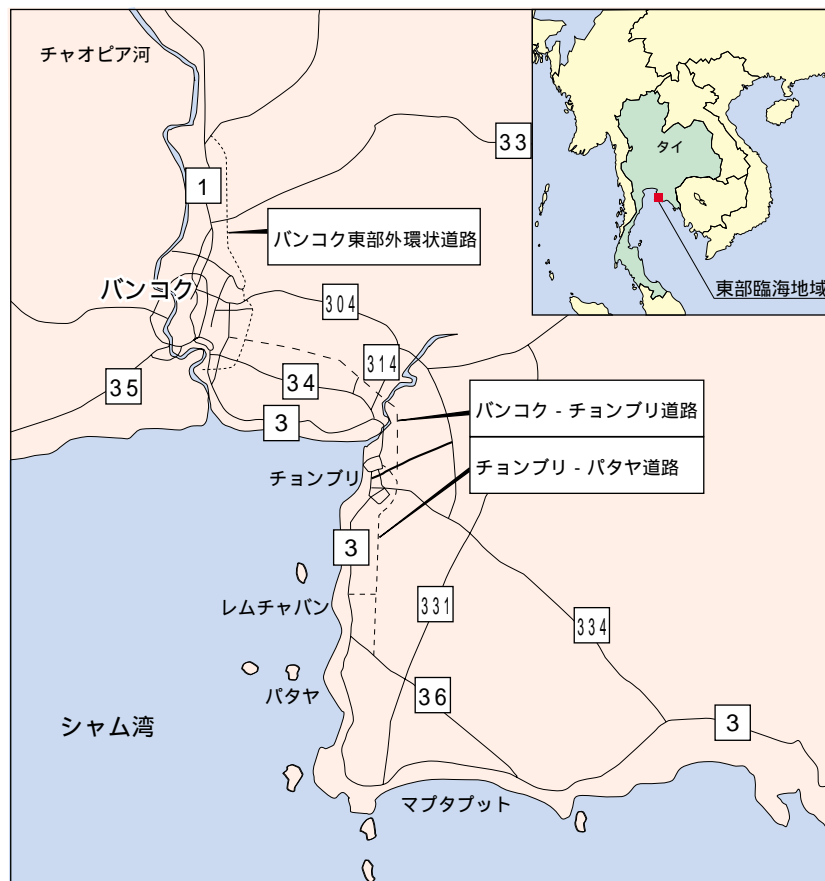 チャオピア河
タイ
33
1
バンコク東部外環状道路
東部臨海地域
バンコク
304
314
35
34
3
バンコク - チョンブリ道路
チョンブリ
チョンブリ - パタヤ道路
3
レムチャバン
331
334
パタヤ
36
シャム湾
3
マプタプット